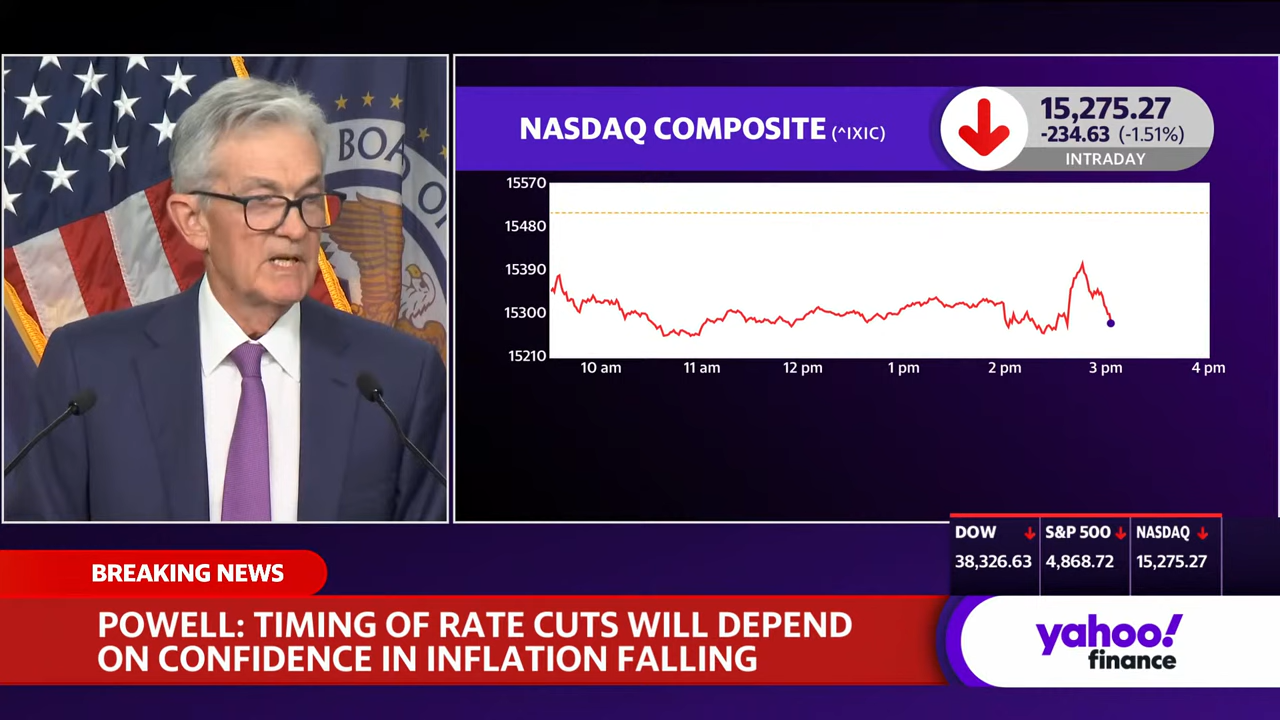 BOA
OF
NASDAQ COMPOSITE (^IXIC)
15,275.27
-234.63 (-1.51%)
INTRADAY
15570
15480
15390
15300
15210
10 am 11 am 12 pm 1 pm 2 pm 3 pm 4 pm
DOW S&P 500 NASDAQ
38,326.63 4,868.72 15,275.27
BREAKING NEWS
POWELL: TIMING OF RATE CUTS WILL DEPEND
ON CONFIDENCE IN INFLATION FALLING
yahoo!
finance